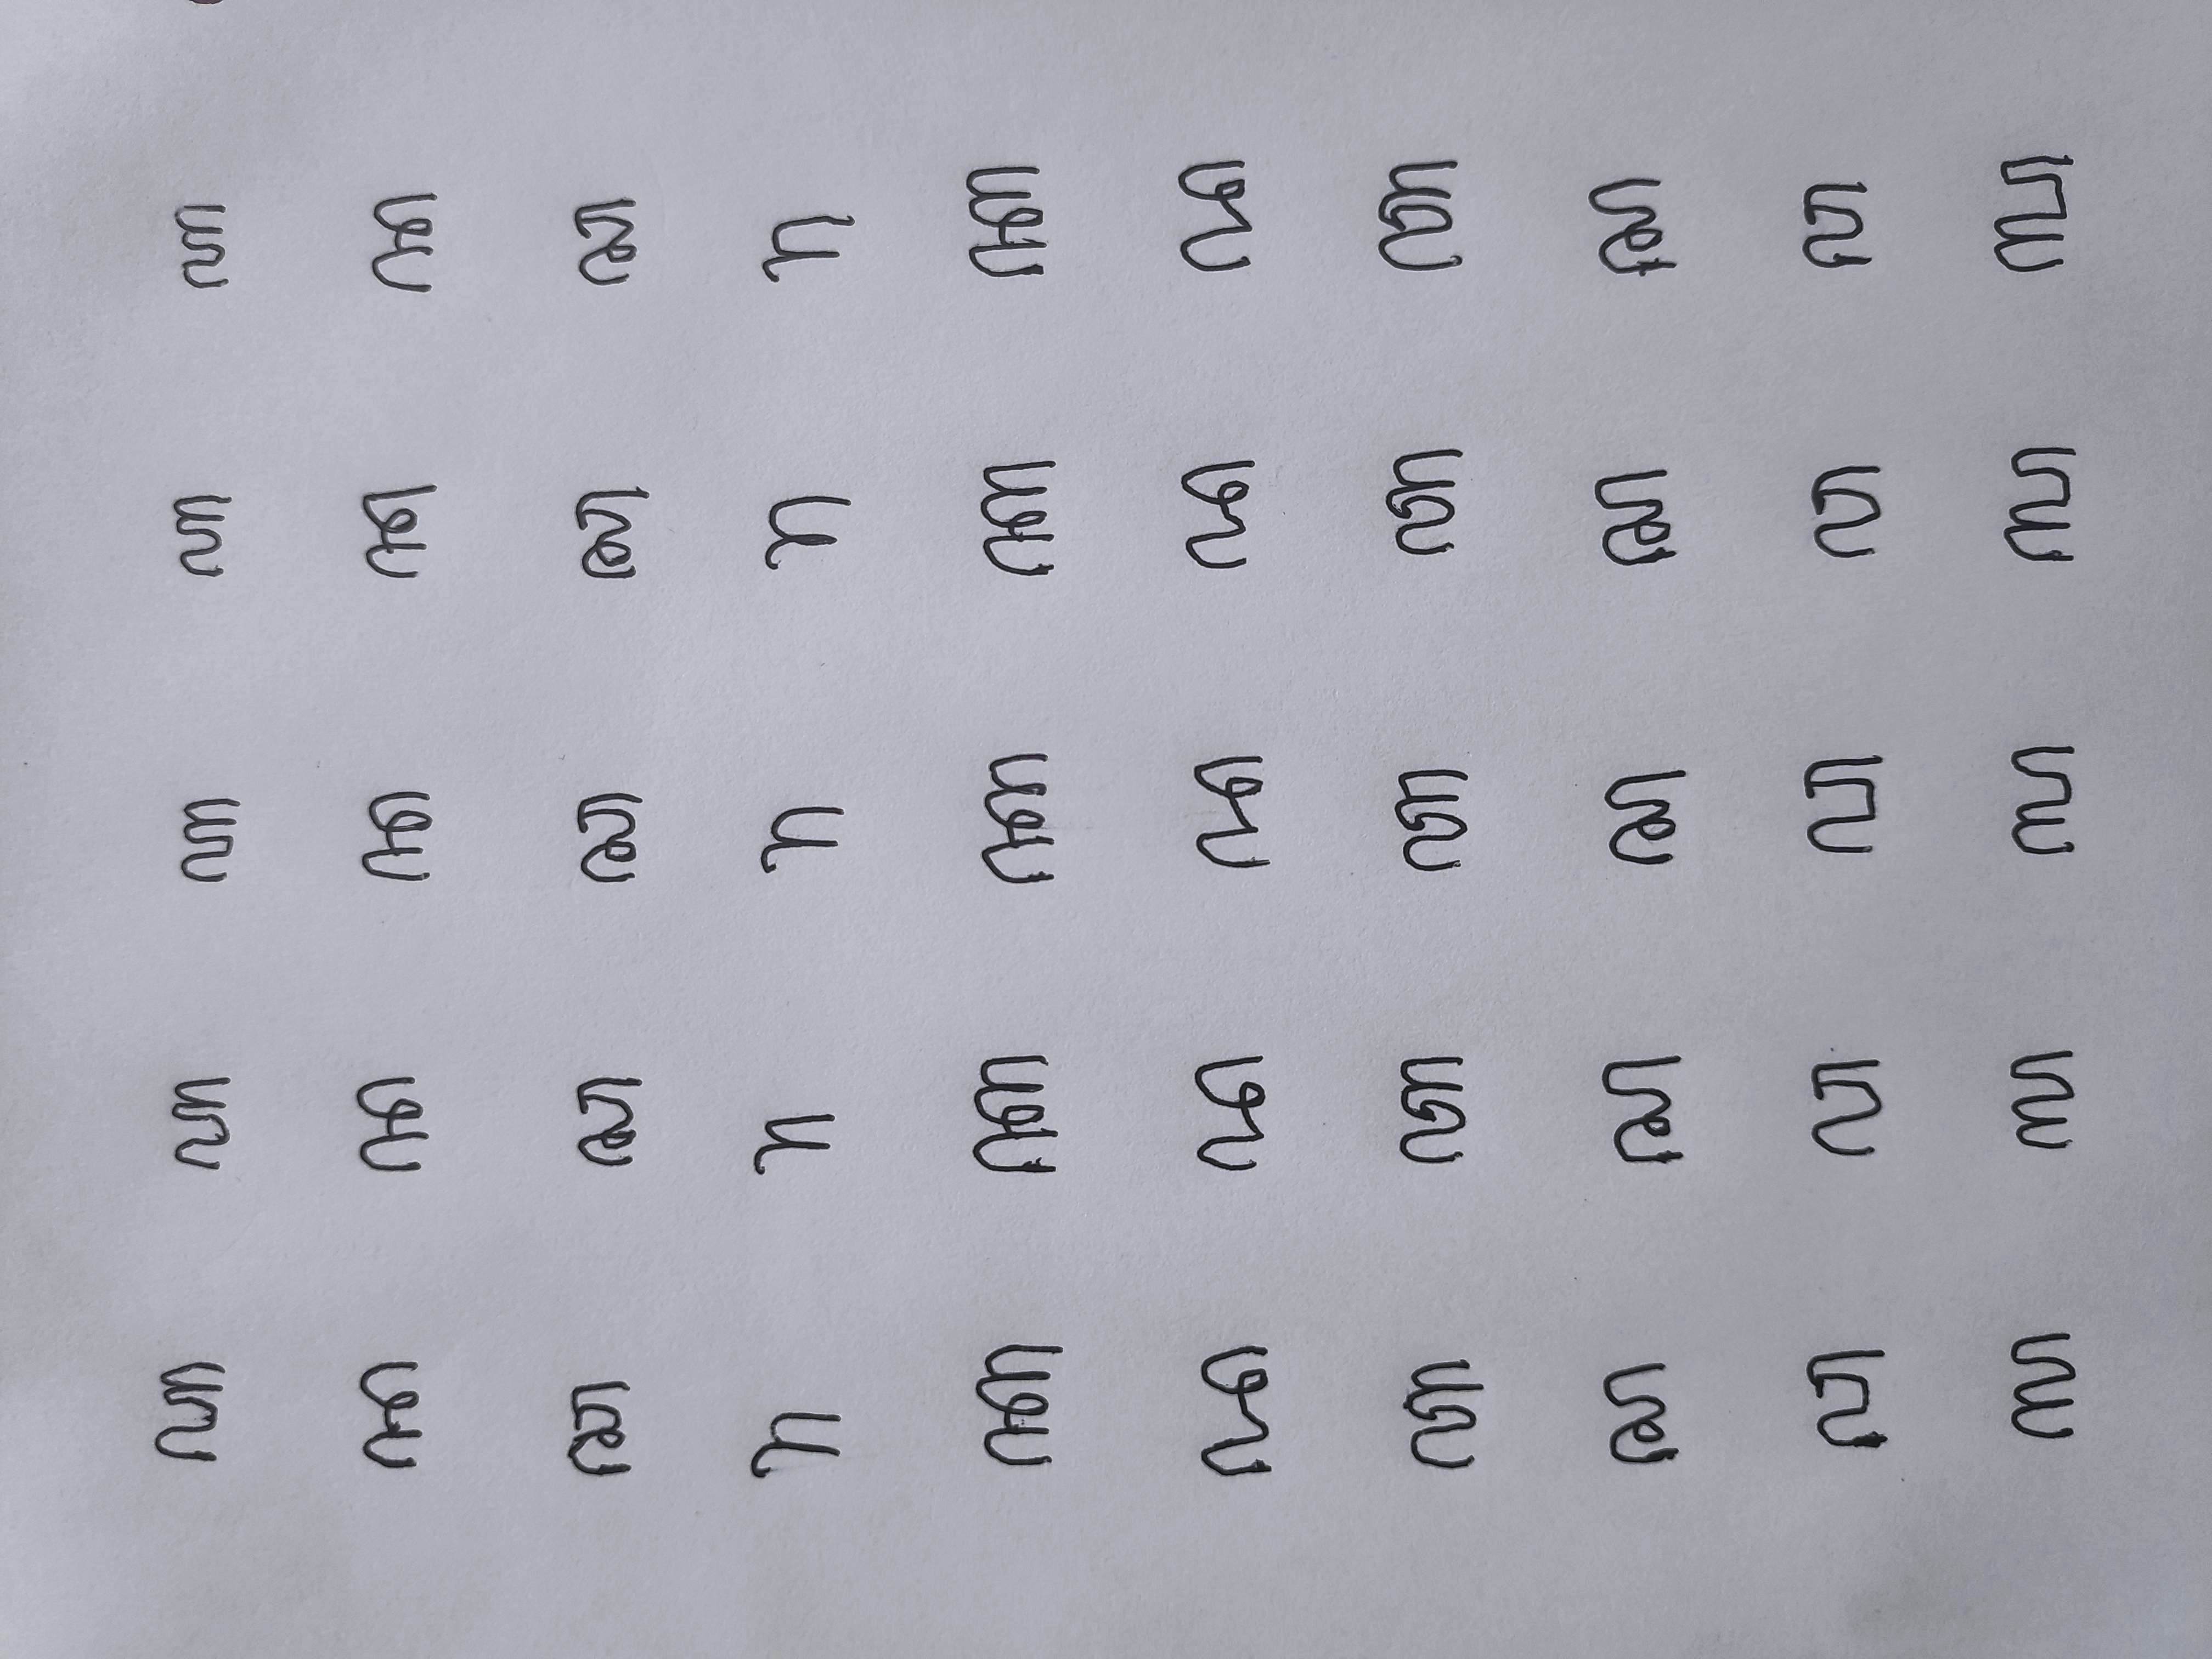 ꦲ ꦲ ꦲ ꦲ ꦲ
ꦤ ꦤ ꦤ ꦤ ꦤ
ꦕ ꦕ ꦕ ꦕ ꦕ
ꦫ ꦫ ꦫ ꦫ ꦫ
ꦏ ꦏ ꦏ ꦏ ꦏ
ꦢ ꦢ ꦢ ꦢ ꦢ
ꦠ ꦠ ꦠ ꦠ ꦠ
ꦱ ꦱ ꦱ ꦱ ꦱ
ꦮ ꦮ ꦮ ꦮ ꦮ
ꦭ ꦭ ꦭ ꦭ ꦭ